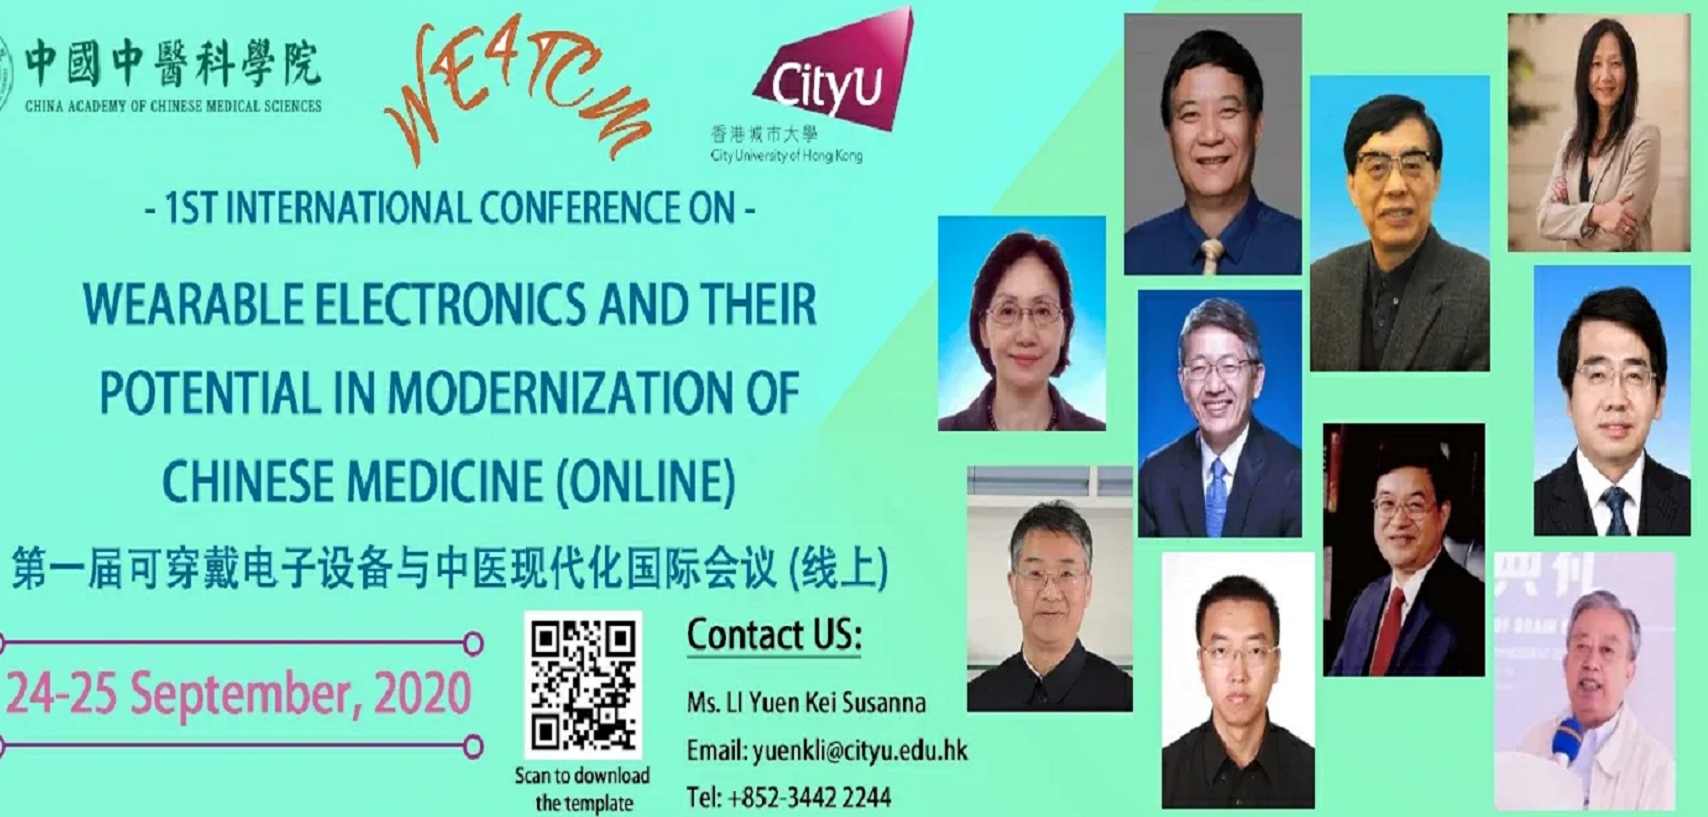 中國中醫科學院
CHINA ACADEMY OF CHINESE MEDICAL SCIENCES
WE4TCM
CityU
香港城市大學
City University of Hong Kong
- 1ST INTERNATIONAL CONFERENCE ON -
WEARABLE ELECTRONICS AND THEIR
POTENTIAL IN MODERNIZATION OF
CHINESE MEDICINE (ONLINE)
第一届可穿戴电子设备与中医现代化国际会议 (线上)
24-25 September, 2020
Scan to download
the template
Contact US:
Ms. LI Yuen Kei Susanna
Email: yuenkli@cityu.edu.hk
Tel: +852-3442 2244